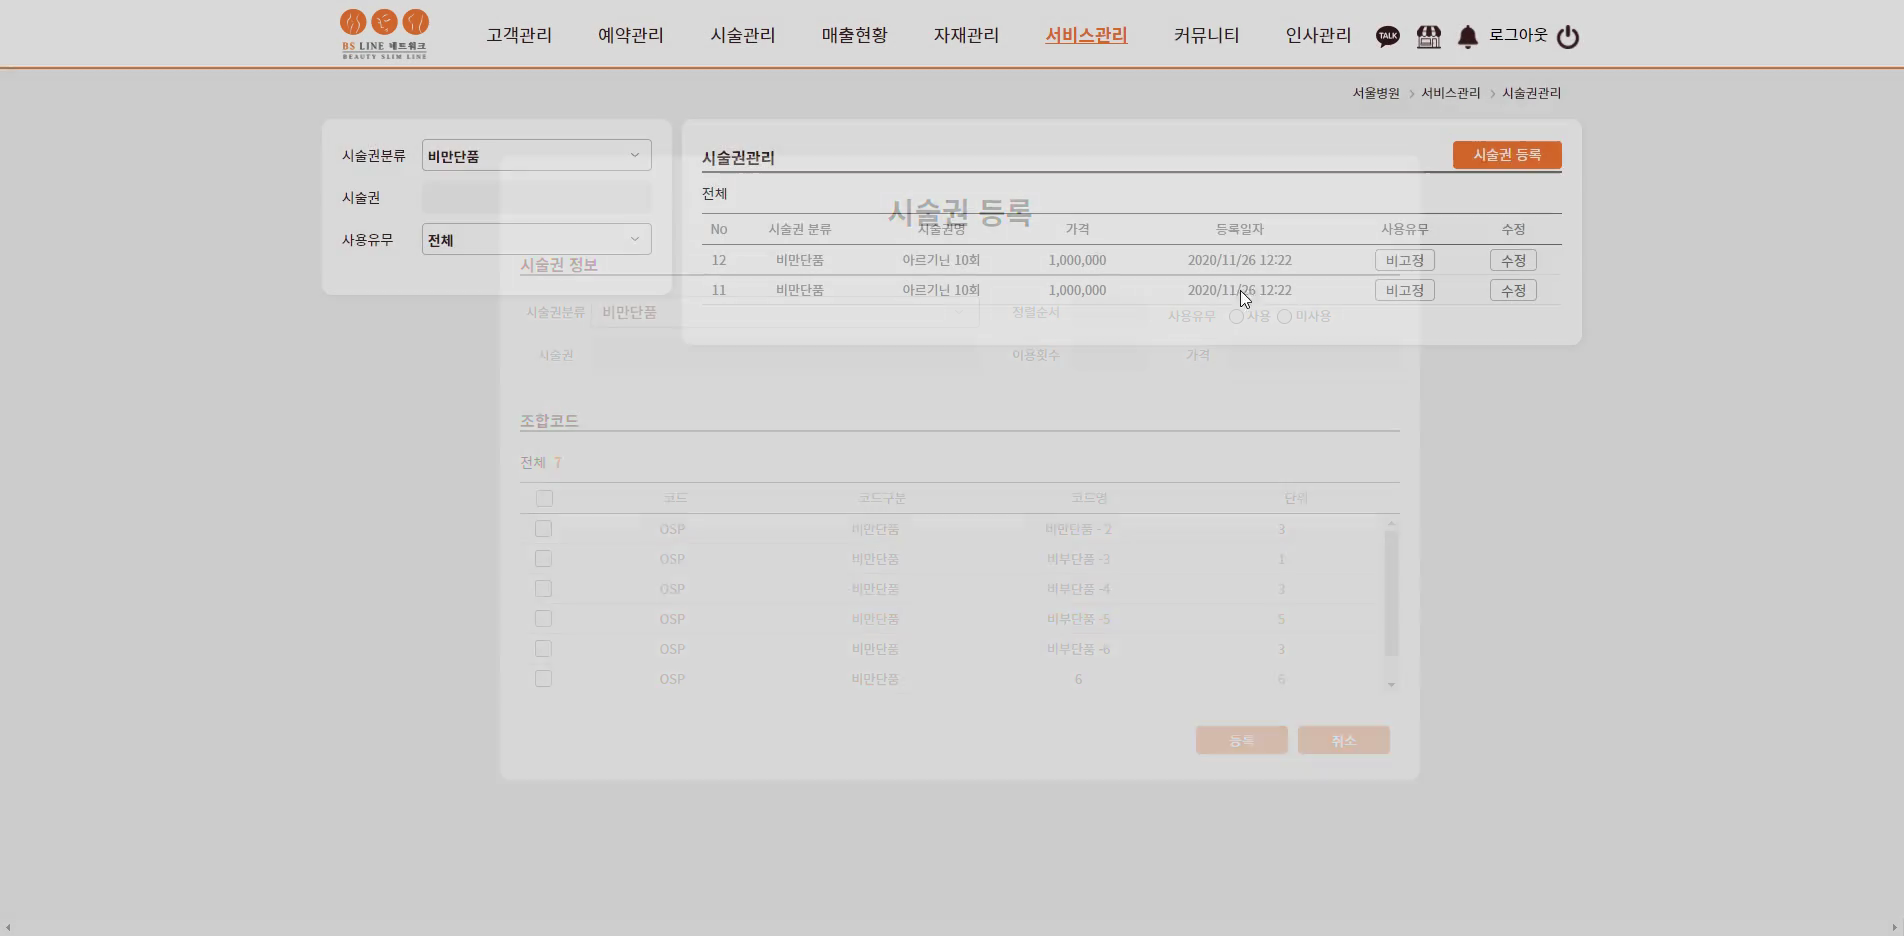 BS LINE 네트워크
BEAUTY SLIM LINE
고객관리 예약관리 시술관리 매출현황 자재관리 서비스관리 커뮤니티 인사관리 TALK 로그아웃
서울병원 > 서비스관리 > 시술권관리
시술권분류 비만단품
시술권
사용유무 전체
시술권관리 시술권 등록
전체
No 시술권 분류 시술권명 가격 등록일자 사용유무 수정
12 비만단품 아르기닌 10회 1,000,000 2020/11/26 12:22 비고정 수정
11 비만단품 아르기닌 10회 1,000,000 2020/11/26 12:22 비고정 수정
시술권 등록
시술권 정보
시술권분류 비만단품 정렬순서 사용유무 사용 미사용
시술권 이용횟수 가격
조합코드
전체 7
코드 코드구분 코드명 단위
OSP 비만단품 비만단품 - 2 3
OSP 비만단품 비부단품 -3 1
OSP 비만단품 비부단품 -4 3
OSP 비만단품 비부단품 -5 5
OSP 비만단품 비부단품 -6 3
OSP 비만단품 6 6
등록 취소